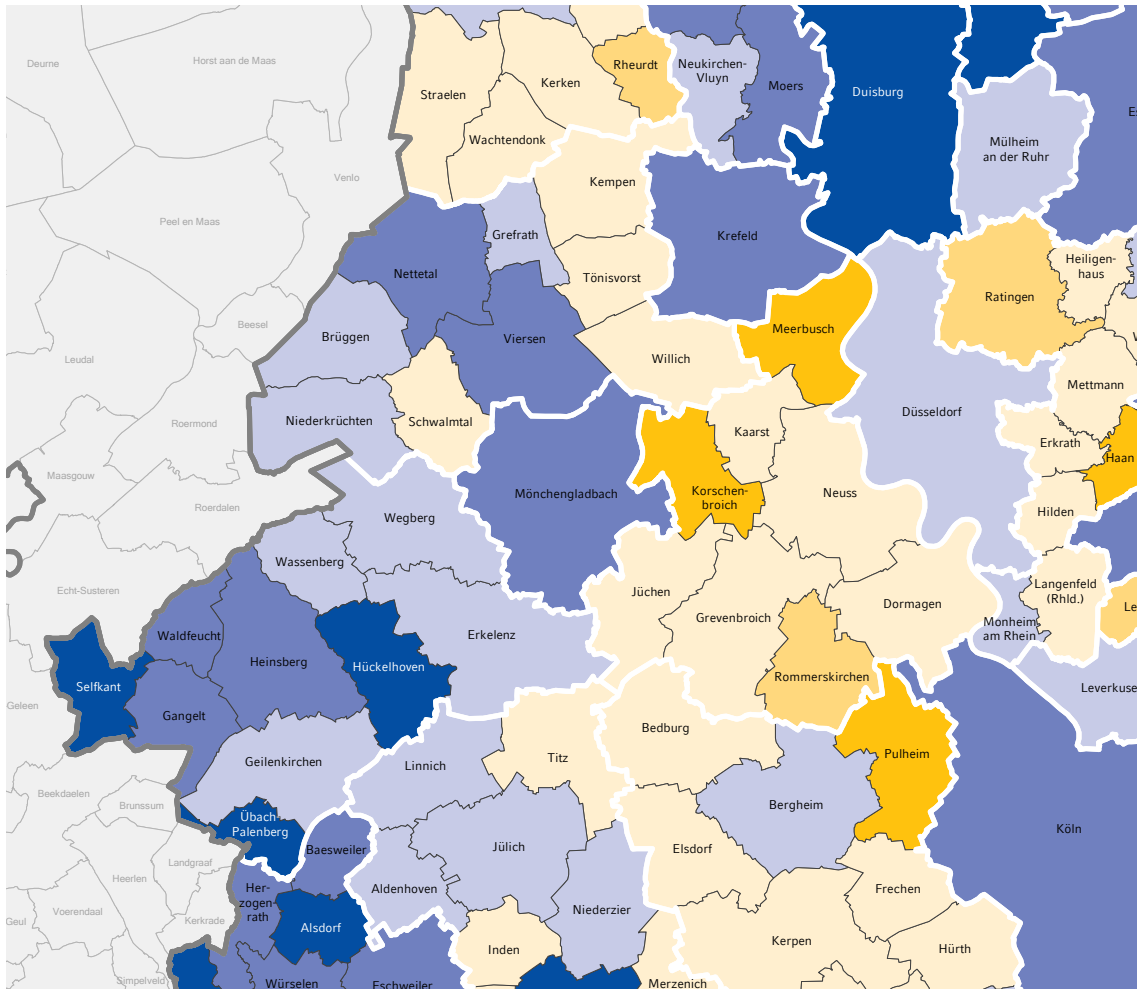 Deurne
Horst aan de Maas
Straelen
Kerken
Rheurdt
Neukirchen-
Vluyn
Moers
Duisburg
Es
Mülheim
an der Ruhr
Wachtendonk
Venlo
Kempen
Peel en Maas
Grefrath
Krefeld
Nettetal
Tönisvorst
Heiligen-
haus
Ratingen
Beesel
Brüggen
Viersen
Meerbusch
Leudal
Willich
Mettmann
Niederkrüchten
Schwalmtal
Roermond
Kaarst
Düsseldorf
Erkrath
Haan
Maasgouw
Mönchengladbach
Korschen-
broich
Neuss
Roerdalen
Wegberg
Hilden
Wassenberg
Echt-Susteren
Jüchen
Langenfeld
(Rhld.)
Dormagen
Le
Grevenbroich
Monheim
am Rhein
Waldfeucht
Erkelenz
Heinsberg
Hückelhoven
Rommerskirchen
Selfkant
Leverkuse
Geleen
Gangelt
Bedburg
Pulheim
Geilenkirchen
Linnich
Titz
Beekdaelen
Brunssum
Bergheim
Übach-
Palenberg
Köln
Baesweiler
Jülich
Elsdorf
Landgraaf
Heerlen
Her-
zogen
rath
Aldenhoven
Frechen
Voerendaal
Geul
Kerkrade
Alsdorf
Niederzier
Kerpen
Inden
Hürth
Simpelveld
Würselen
Eschweiler
Merzenich